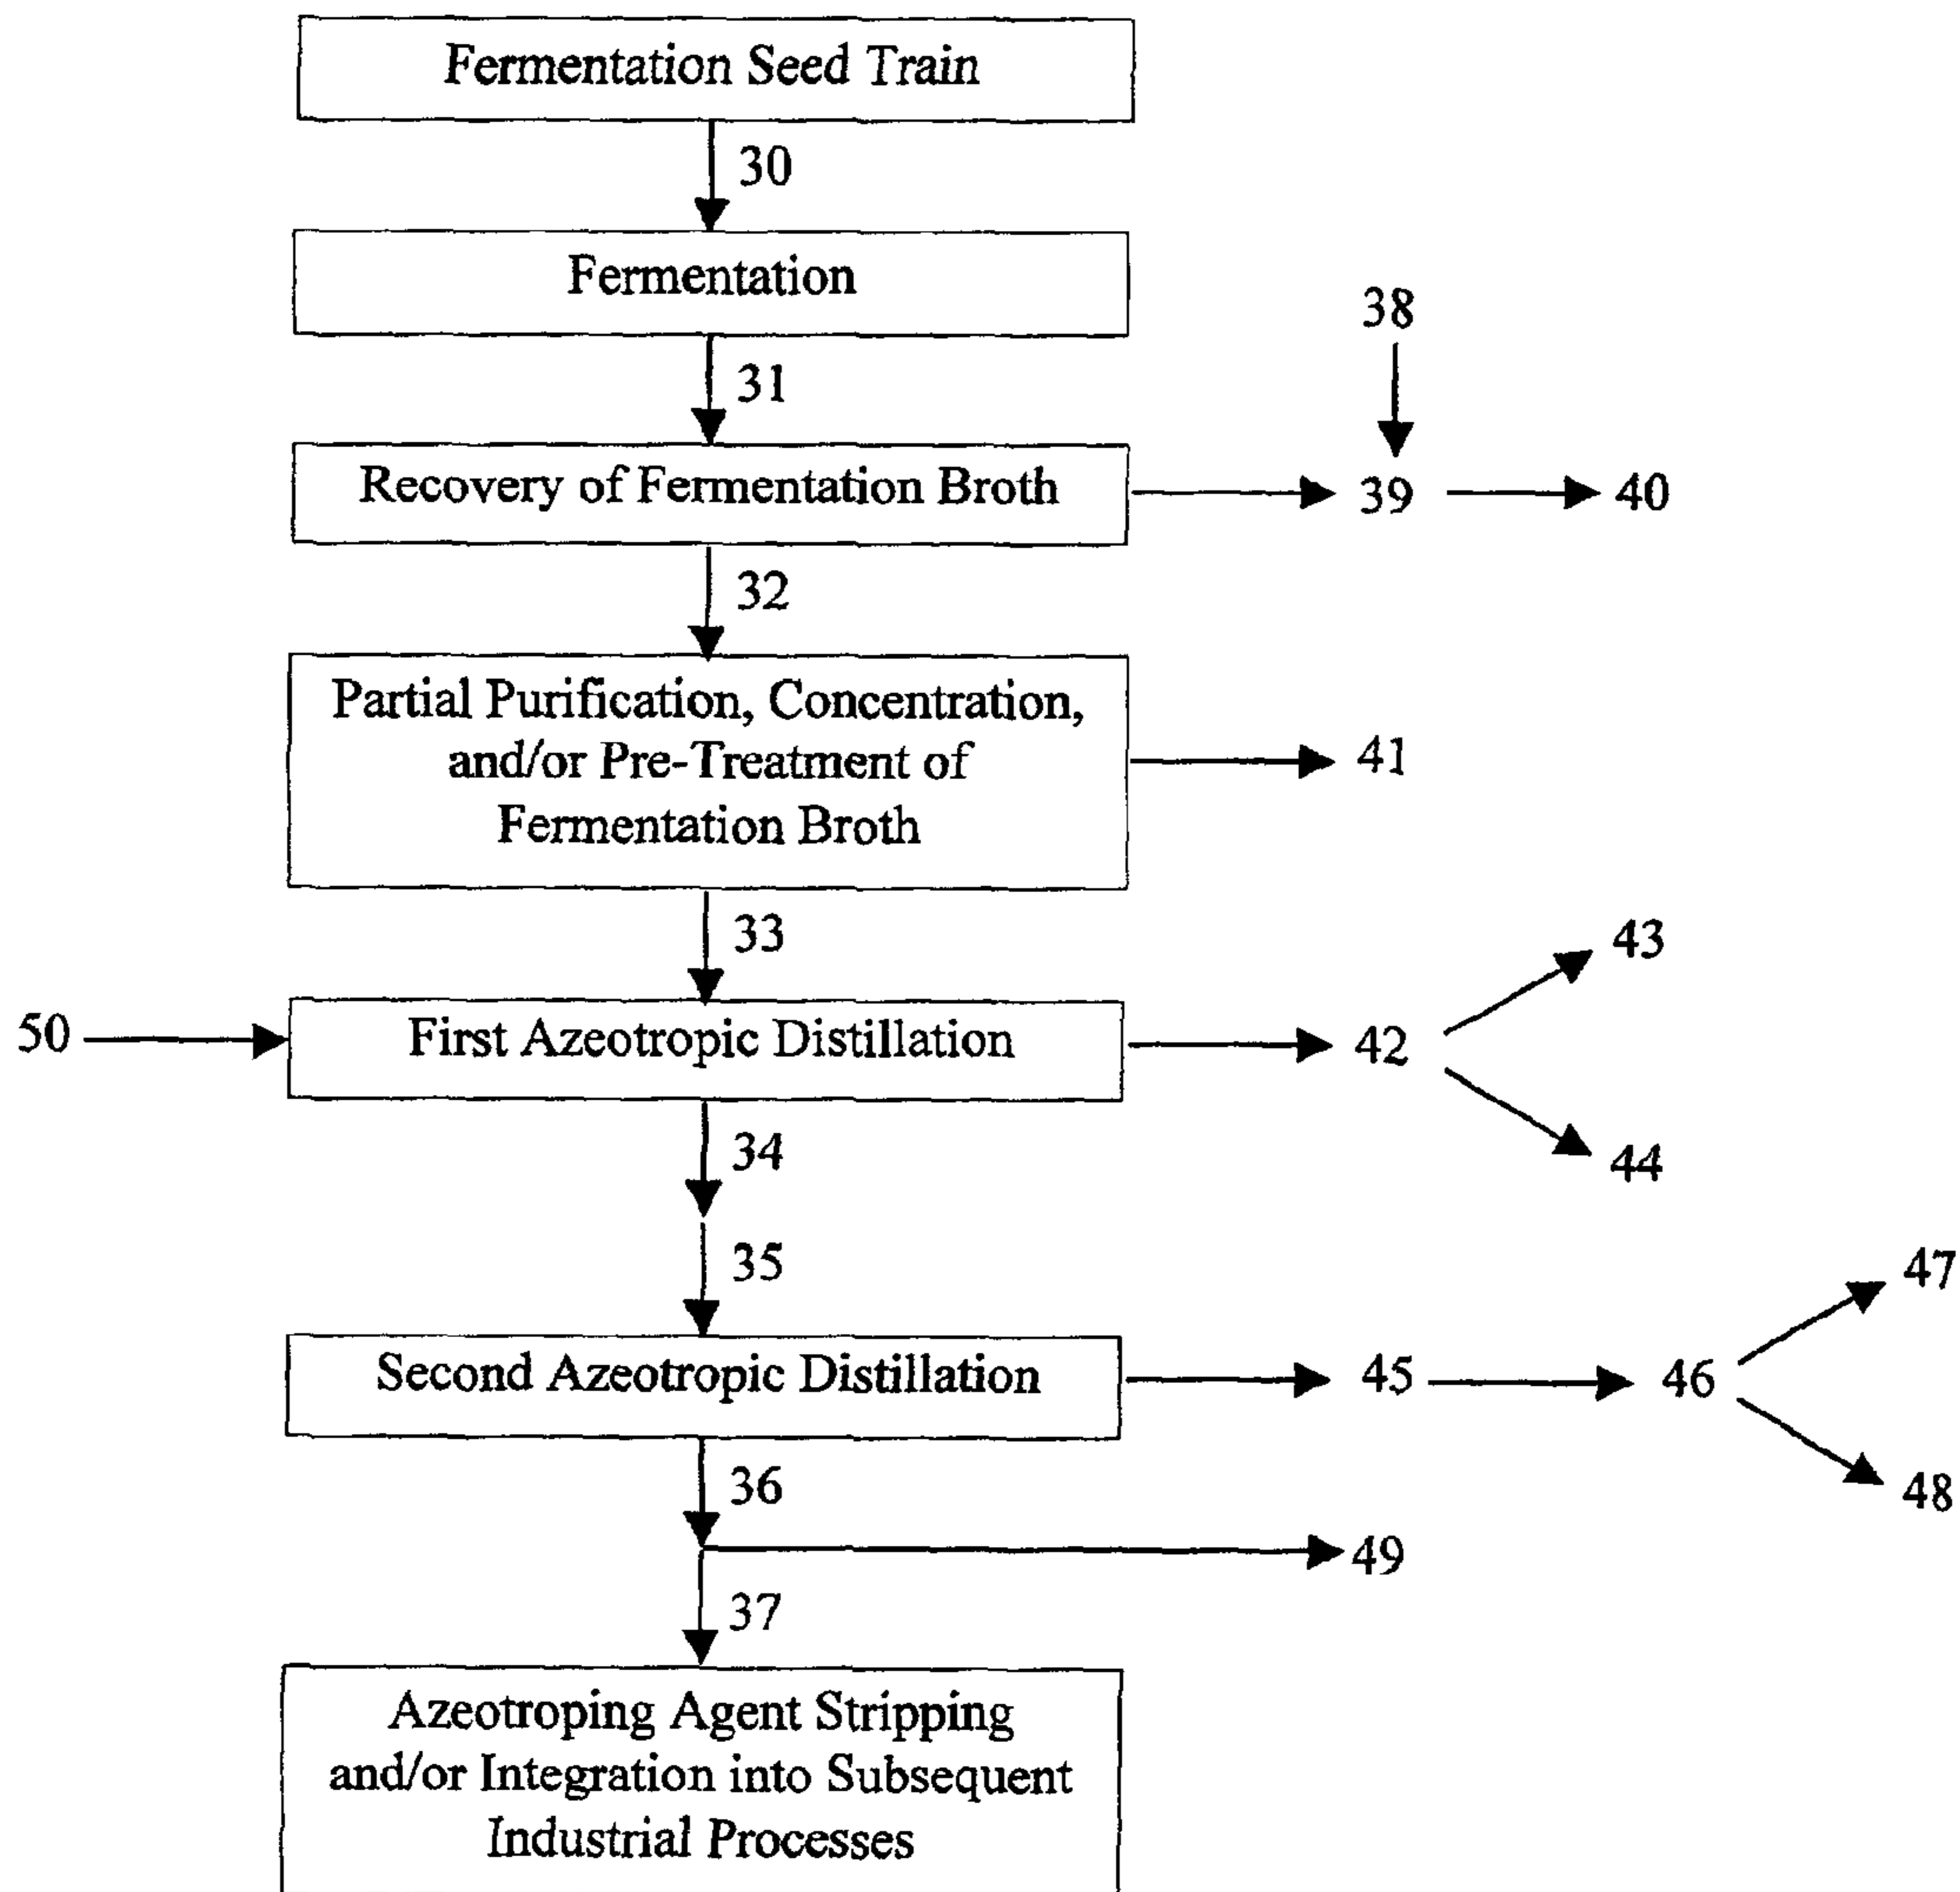 Fermentation Seed Train
30
Fermentation
38
31
Recovery of Fermentation Broth
39
40
32
Partial Purification, Concentration,
and/or Pre-Treatment of
Fermentation Broth
41
33
43
50
First Azeotropic Distillation
42
34
44
35
47
Second Azeotropic Distillation
45
46
36
48
49
37
Azeotroping Agent Stripping
and/or Integration into Subsequent
Industrial Processes